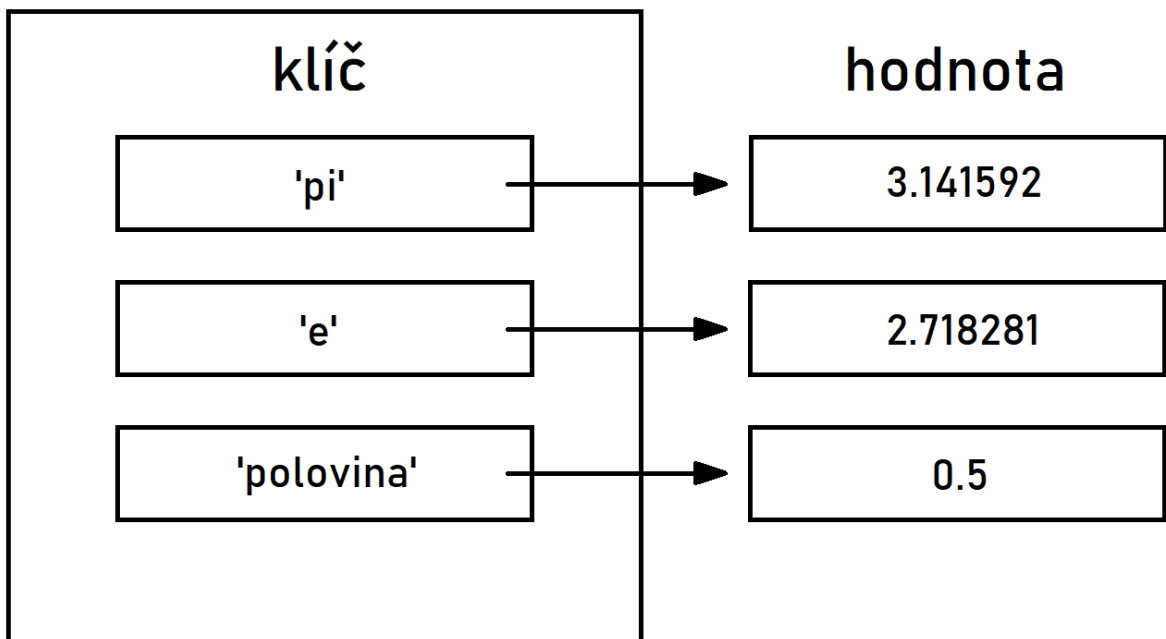 klíč hodnota
'pi' 3.141592
'e' 2.718281
'polovina' 0.5